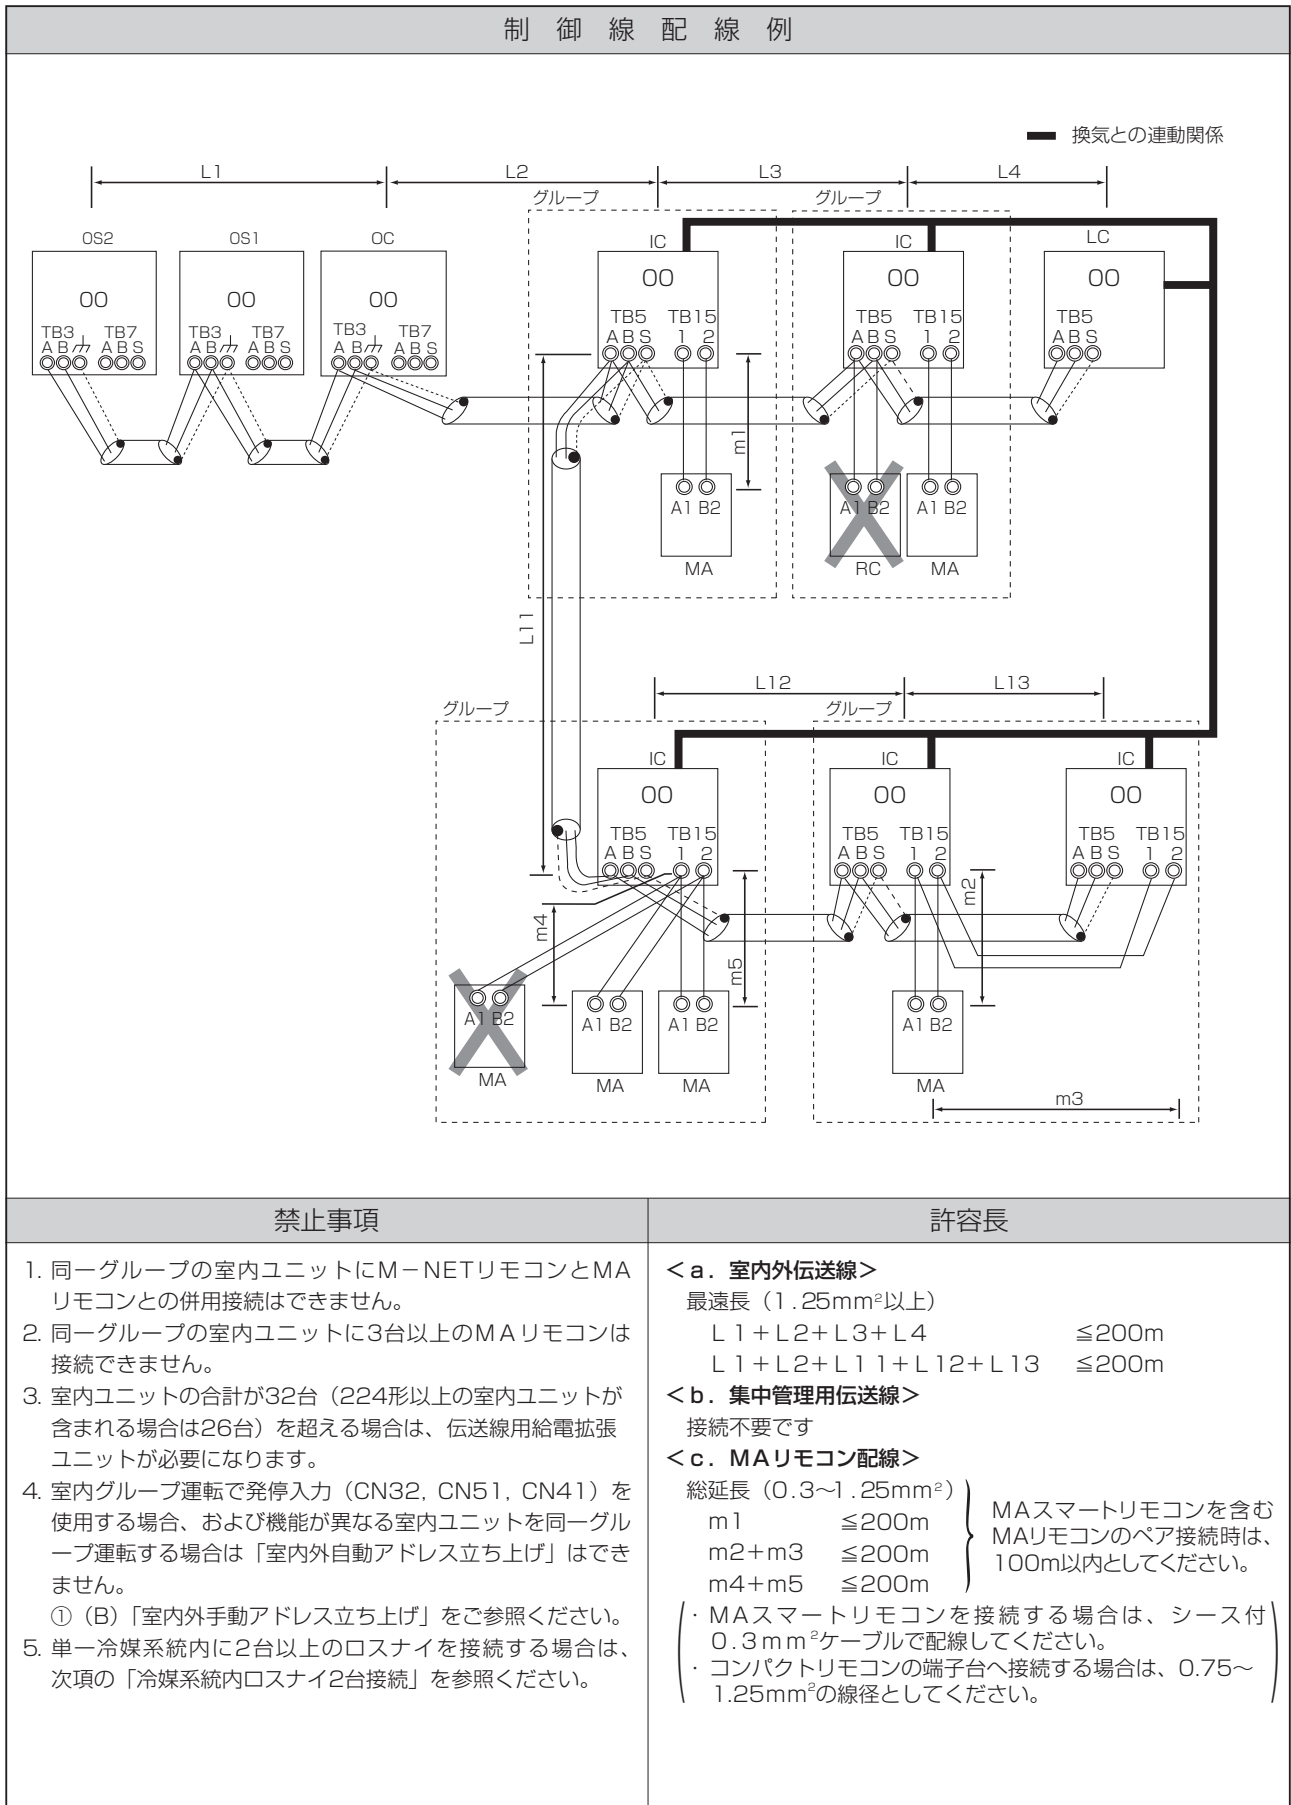 制御線配線例
換気との連動関係
L1
L2
L3
L4
グループ
グループ
OS2
OS1
OC
IC
IC
LC
00
00
00
00
00
00
TB3
TB7
TB3
TB7
TB3
TB7
TB5
TB15
TB5
TB15
TB5
A B
A B S
A B
A B S
A B
A B S
A B S
1
2
A B S
1
2
A B S
m1
A1 B2
A1 B2
A1 B2
MA
RC
MA
L11
L12
L13
グループ
グループ
IC
IC
IC
00
00
00
TB5
TB15
TB5
TB15
TB5
TB15
A B S
1
2
A B S
1
2
A B S
1
2
m4
m5
m2
A1 B2
A1 B2
A1 B2
A1 B2
MA
MA
MA
MA
m3
禁止事項
1. 同一グループの室内ユニットにM－NETリモコンとMA
リモコンとの併用接続はできません。
2. 同一グループの室内ユニットに3台以上のMAリモコンは
接続できません。
3. 室内ユニットの合計が32台（224形以上の室内ユニットが
含まれる場合は26台）を超える場合は、伝送線用給電拡張
ユニットが必要になります。
4. 室内グループ運転で発停入力（CN32, CN51, CN41）を
使用する場合、および機能が異なる室内ユニットを同一グル
ープ運転する場合は「室内外自動アドレス立ち上げ」はでき
ません。
①（B）「室内外手動アドレス立ち上げ」をご参照ください。
5. 単一冷媒系統内に2台以上のロスナイを接続する場合は、
次項の「冷媒系統内ロスナイ2台接続」を参照ください。
許容長
＜a．室内外伝送線＞
最遠長（1.25mm²以上）
L1＋L2＋L3＋L4 ≦200m
L1＋L2＋L11＋L12＋L13 ≦200m
＜b．集中管理用伝送線＞
接続不要です
＜c．MAリモコン配線＞
総延長（0.3〜1.25mm²）
m1 ≦200m
m2＋m3 ≦200m
m4＋m5 ≦200m
MAスマートリモコンを含む
MAリモコンのペア接続時は、
100m以内としてください。
・MAスマートリモコンを接続する場合は、シース付
0.3mm²ケーブルで配線してください。
・コンパクトリモコンの端子台へ接続する場合は、0.75〜
1.25mm²の線径としてください。